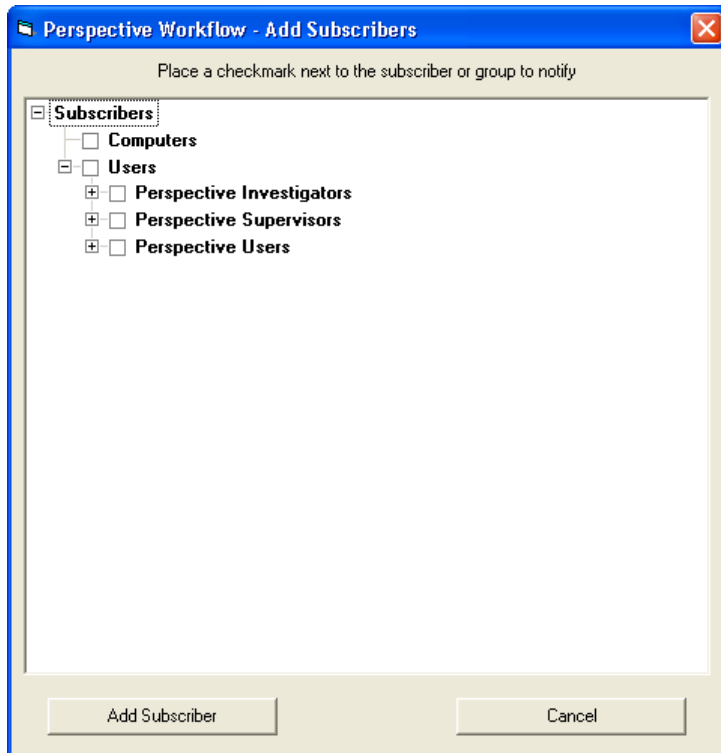 Perspective Workflow - Add Subscribers
Place a checkmark next to the subscriber or group to notify
Subscribers
Computers
Users
Perspective Investigators
Perspective Supervisors
Perspective Users
Add Subscriber
Cancel